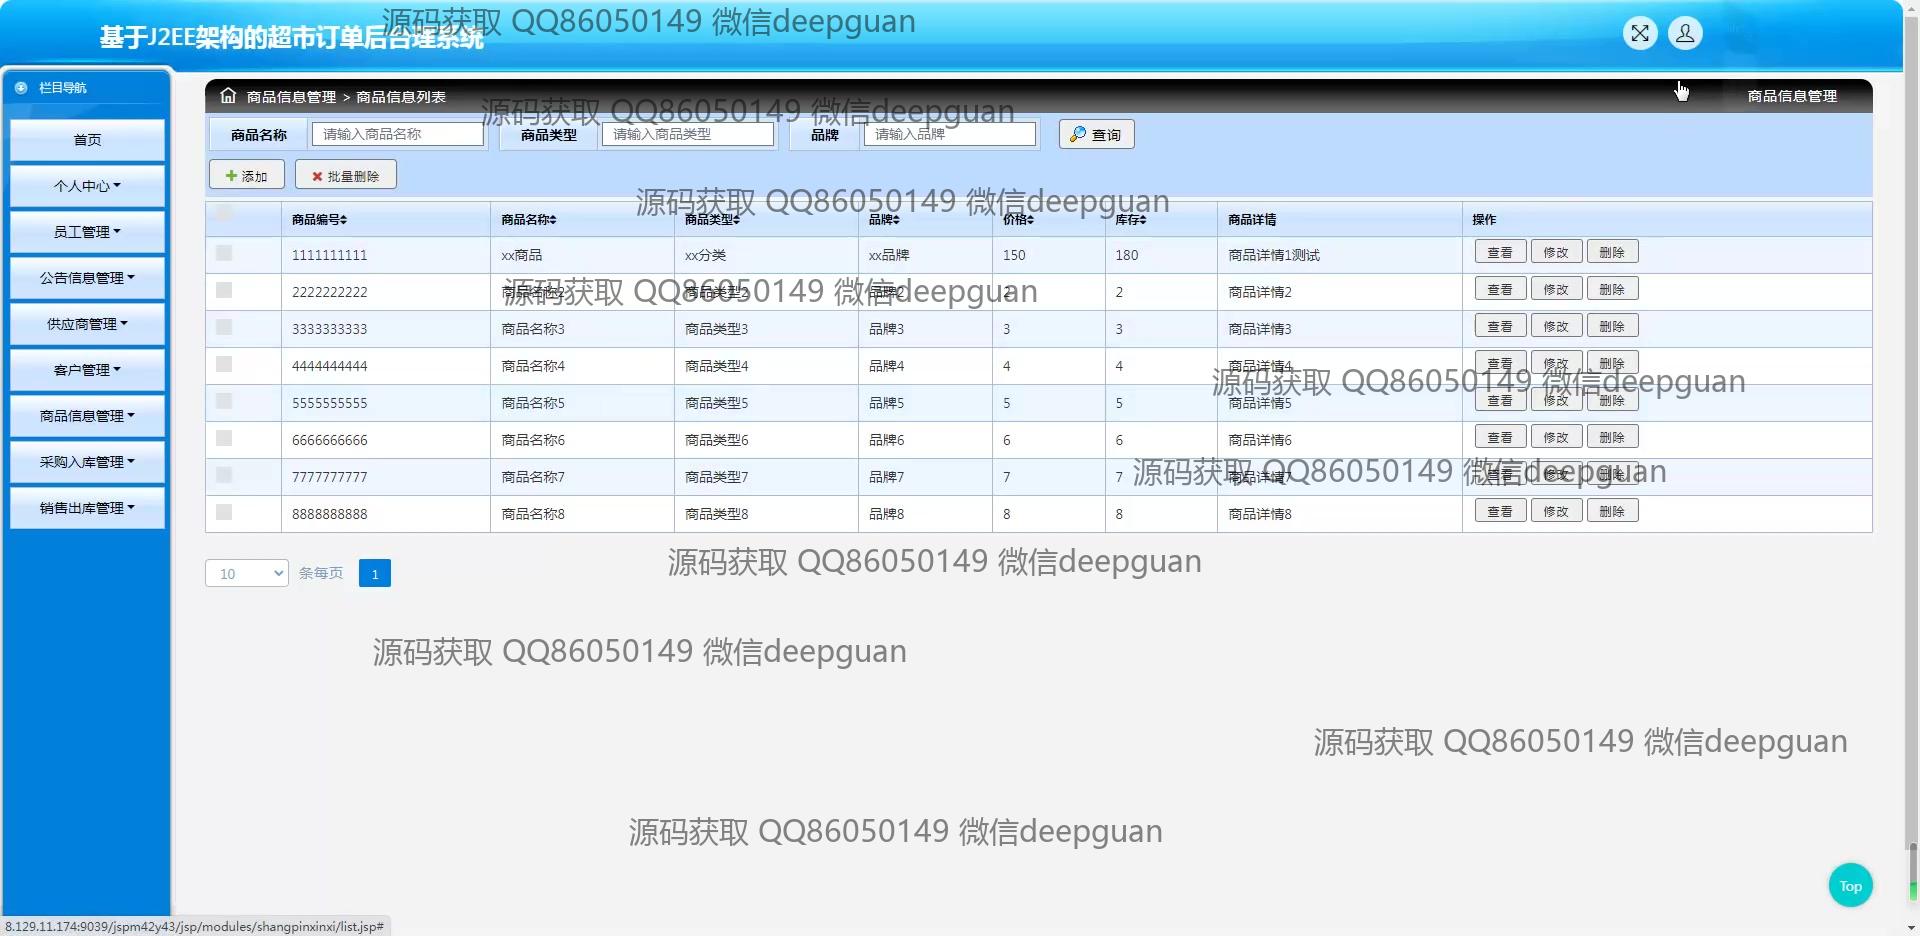 基于J2EE架构的超市订单后台理系统
源码获取 QQ86050149 微信deepguan
栏目导航
首页
个人中心
员工管理
公告信息管理
供应商管理
客户管理
商品信息管理
采购入库管理
销售出库管理
商品信息管理 > 商品信息列表
商品信息管理
源码获取 QQ86050149 微信deepguan
商品名称 请输入商品名称 商品类型 请输入商品类型 品牌 请输入品牌 查询
添加 批量删除
源码获取 QQ86050149 微信deepguan
商品编号 商品名称 商品类型 品牌 价格 库存 商品详情 操作
1111111111 xx商品 xx分类 xx品牌 150 180 商品详情1测试 查看 修改 删除
2222222222 商品名称2 商品类型2 品牌2 2 2 商品详情2 查看 修改 删除
源码获取 QQ86050149 微信deepguan
3333333333 商品名称3 商品类型3 品牌3 3 3 商品详情3 查看 修改 删除
4444444444 商品名称4 商品类型4 品牌4 4 4 商品详情4 查看 修改 删除
源码获取 QQ86050149 微信deepguan
5555555555 商品名称5 商品类型5 品牌5 5 5 商品详情5 查看 修改 删除
6666666666 商品名称6 商品类型6 品牌6 6 6 商品详情6 查看 修改 删除
7777777777 商品名称7 商品类型7 品牌7 7 7 商品详情7 查看 修改 删除
源码获取 QQ86050149 微信deepguan
8888888888 商品名称8 商品类型8 品牌8 8 8 商品详情8 查看 修改 删除
10 条每页 1
源码获取 QQ86050149 微信deepguan
源码获取 QQ86050149 微信deepguan
源码获取 QQ86050149 微信deepguan
源码获取 QQ86050149 微信deepguan
Top
8.129.11.174:9039/jspm42y43/jsp/modules/shangpinxinxi/list.jsp#